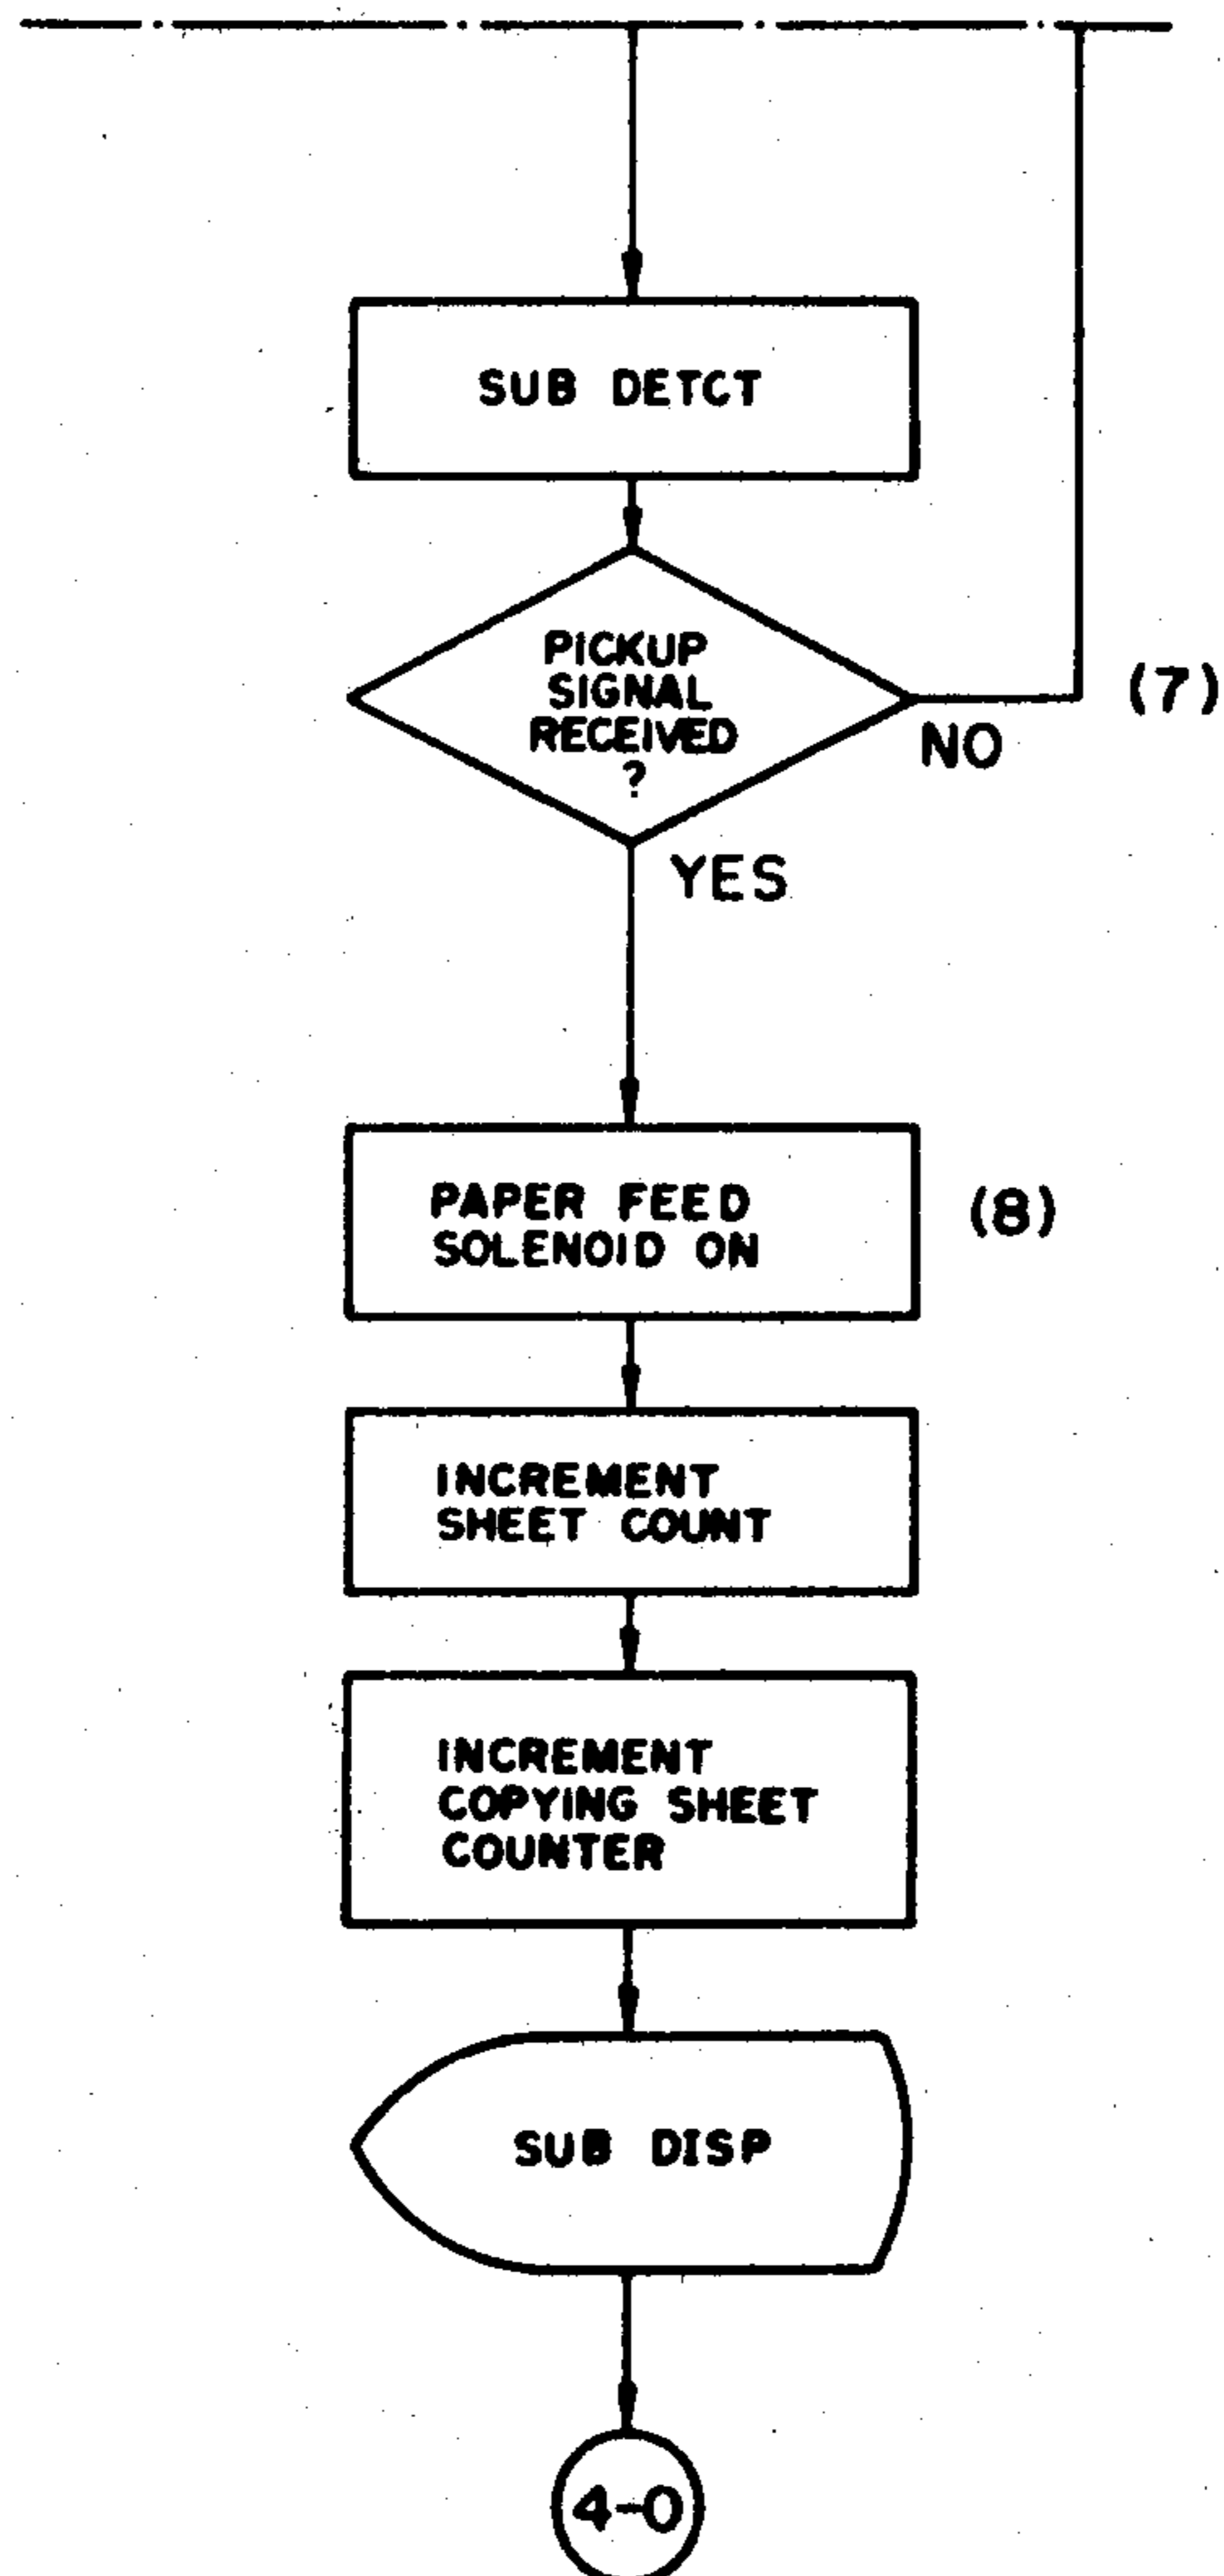 SUB DETCT
PICKUP
SIGNAL
RECEIVED
?
(7)
NO
YES
PAPER FEED
SOLENOID ON
(8)
INCREMENT
SHEET COUNT
INCREMENT
COPYING SHEET
COUNTER
SUB DISP
4-0